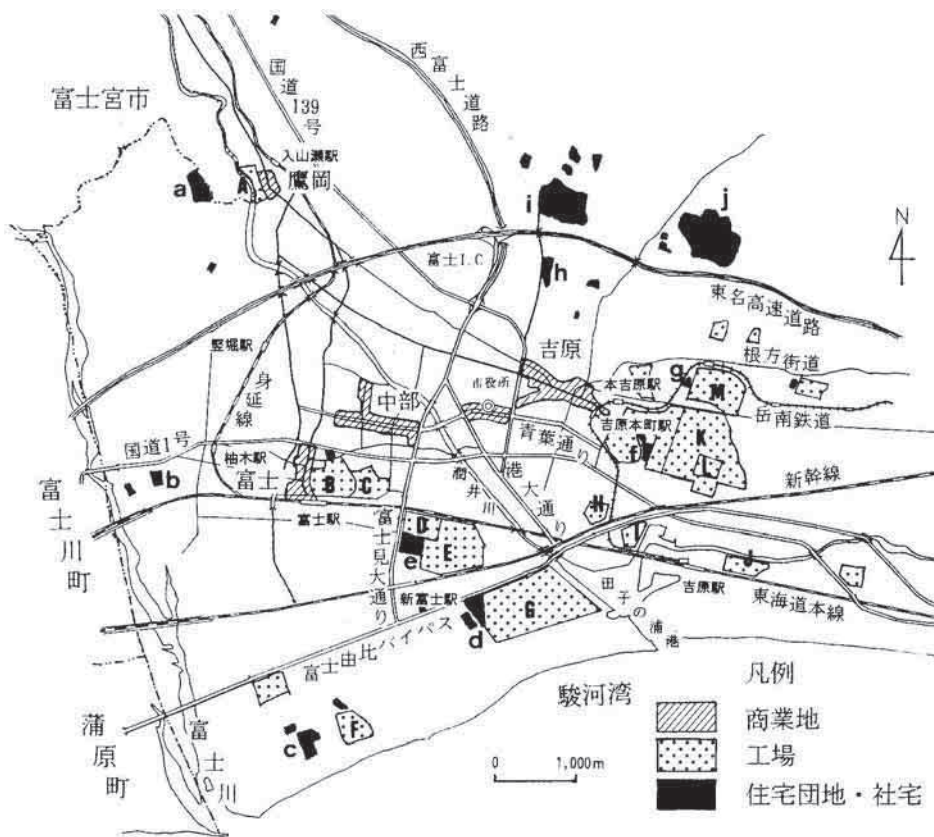 富士宮市
国道139号
西富士道路
入山瀬駅
鷹岡
a
A
i
j
N
富士I.C
h
東名高速道路
竪堀駅
身延線
吉原
根方街道
市役所
本吉原駅
g
M
中部
吉原本町駅
岳南鉄道
国道1号
青葉通り
f
K
柚木駅
潤井川
港大通り
L
b
富士
B
C
新幹線
富士駅
H
富士川町
富士見大通り
D
E
I
e
J
新富士駅
田子の浦港
吉原駅
東海道本線
G
d
富士由比バイパス
駿河湾
凡例
商業地
工場
住宅団地・社宅
蒲原町
富士川
c
F
0
1,000m